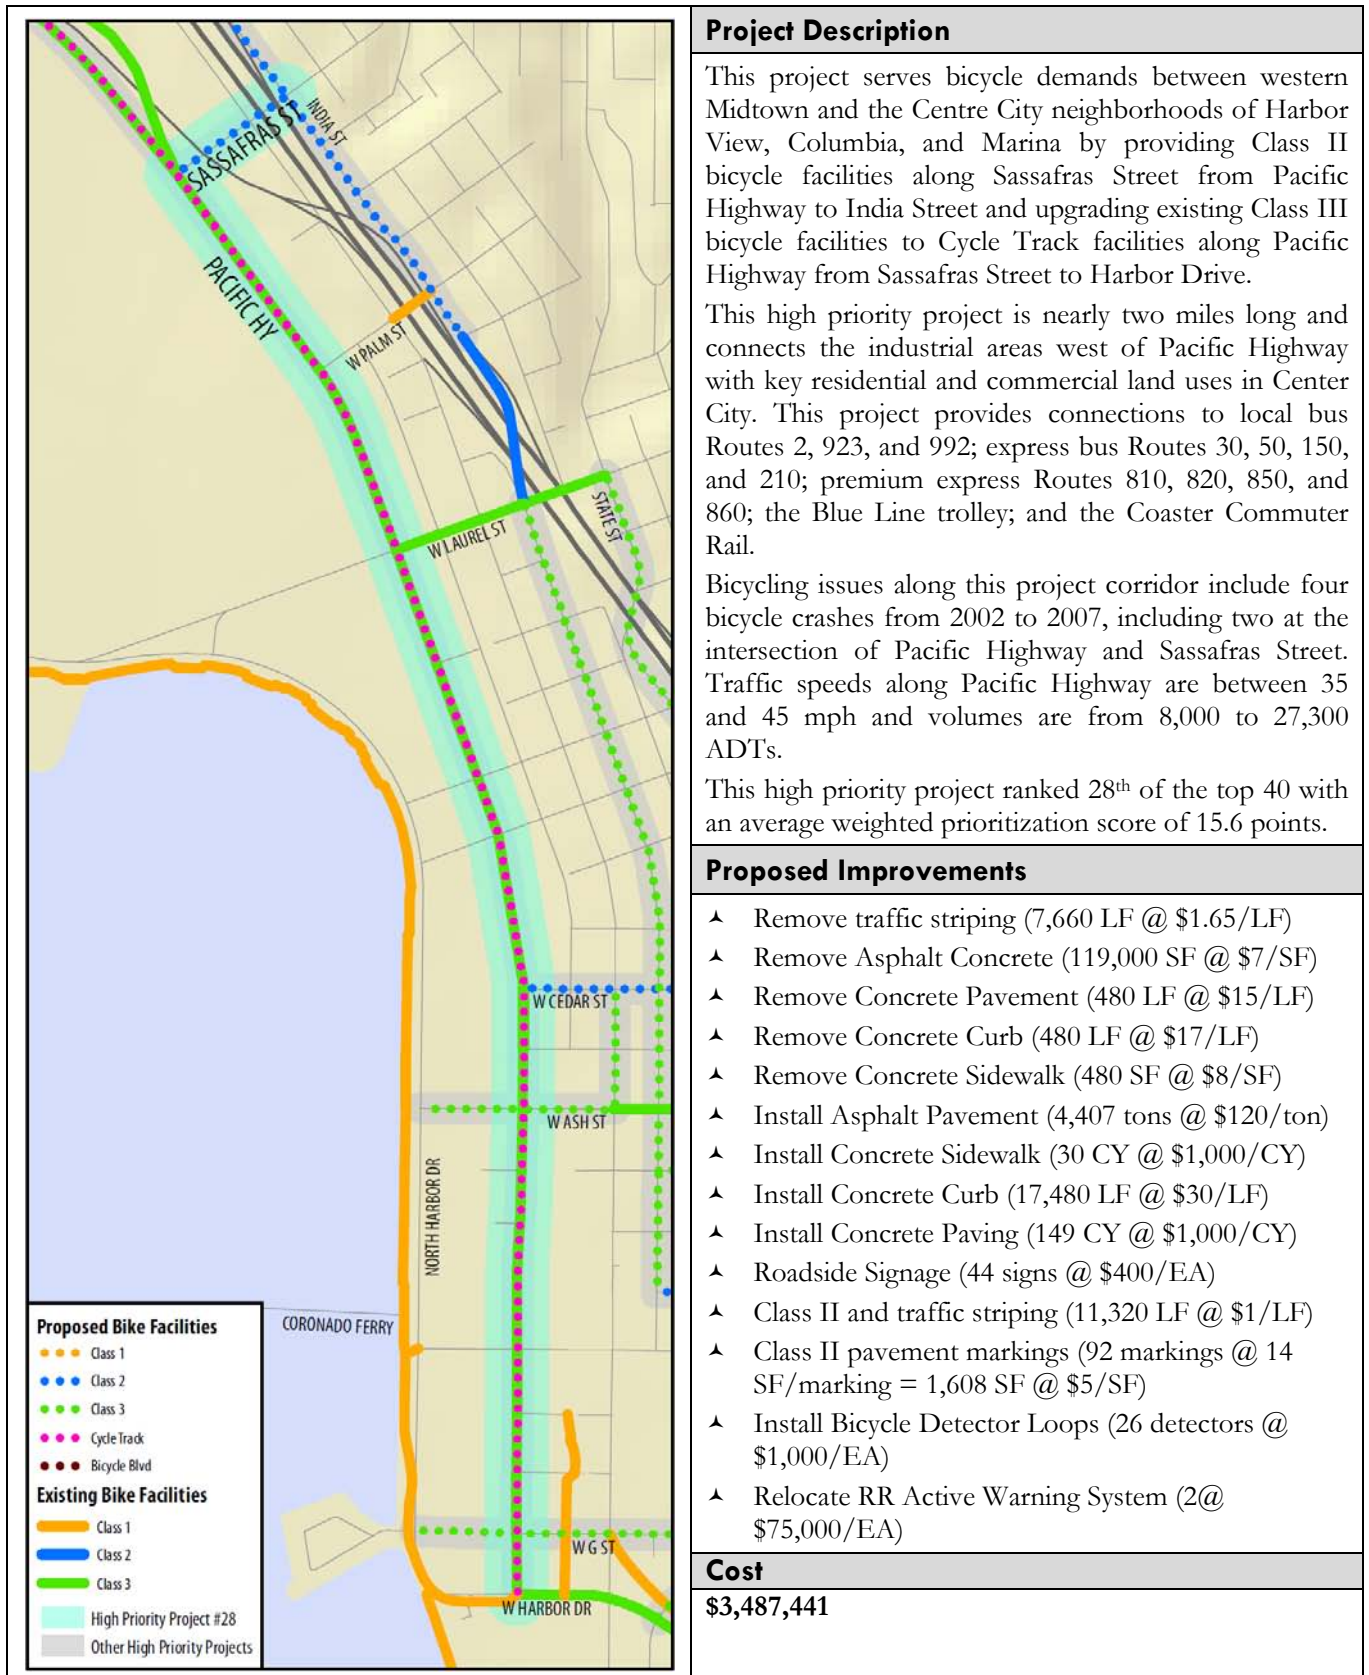 SASSAFRAS ST
INDIA ST
PACIFIC HY
W PALM ST
W LAUREL ST
STATE ST
W CEDAR ST
W ASH ST
NORTH HARBOR DR
CORONADO FERRY
W G ST
W HARBOR DR
Proposed Bike Facilities
Class 1
Class 2
Class 3
Cycle Track
Bicycle Blvd
Existing Bike Facilities
Class 1
Class 2
Class 3
High Priority Project #28
Other High Priority Projects
Project Description
This project serves bicycle demands between western
Midtown and the Centre City neighborhoods of Harbor
View, Columbia, and Marina by providing Class II
bicycle facilities along Sassafras Street from Pacific
Highway to India Street and upgrading existing Class III
bicycle facilities to Cycle Track facilities along Pacific
Highway from Sassafras Street to Harbor Drive.
This high priority project is nearly two miles long and
connects the industrial areas west of Pacific Highway
with key residential and commercial land uses in Center
City. This project provides connections to local bus
Routes 2, 923, and 992; express bus Routes 30, 50, 150,
and 210; premium express Routes 810, 820, 850, and
860; the Blue Line trolley; and the Coaster Commuter
Rail.
Bicycling issues along this project corridor include four
bicycle crashes from 2002 to 2007, including two at the
intersection of Pacific Highway and Sassafras Street.
Traffic speeds along Pacific Highway are between 35
and 45 mph and volumes are from 8,000 to 27,300
ADTs.
This high priority project ranked 28th of the top 40 with
an average weighted prioritization score of 15.6 points.
Proposed Improvements
Remove traffic striping (7,660 LF @ $1.65/LF)
Remove Asphalt Concrete (119,000 SF @ $7/SF)
Remove Concrete Pavement (480 LF @ $15/LF)
Remove Concrete Curb (480 LF @ $17/LF)
Remove Concrete Sidewalk (480 SF @ $8/SF)
Install Asphalt Pavement (4,407 tons @ $120/ton)
Install Concrete Sidewalk (30 CY @ $1,000/CY)
Install Concrete Curb (17,480 LF @ $30/LF)
Install Concrete Paving (149 CY @ $1,000/CY)
Roadside Signage (44 signs @ $400/EA)
Class II and traffic striping (11,320 LF @ $1/LF)
Class II pavement markings (92 markings @ 14
SF/marking = 1,608 SF @ $5/SF)
Install Bicycle Detector Loops (26 detectors @
$1,000/EA)
Relocate RR Active Warning System (2@
$75,000/EA)
Cost
$3,487,441